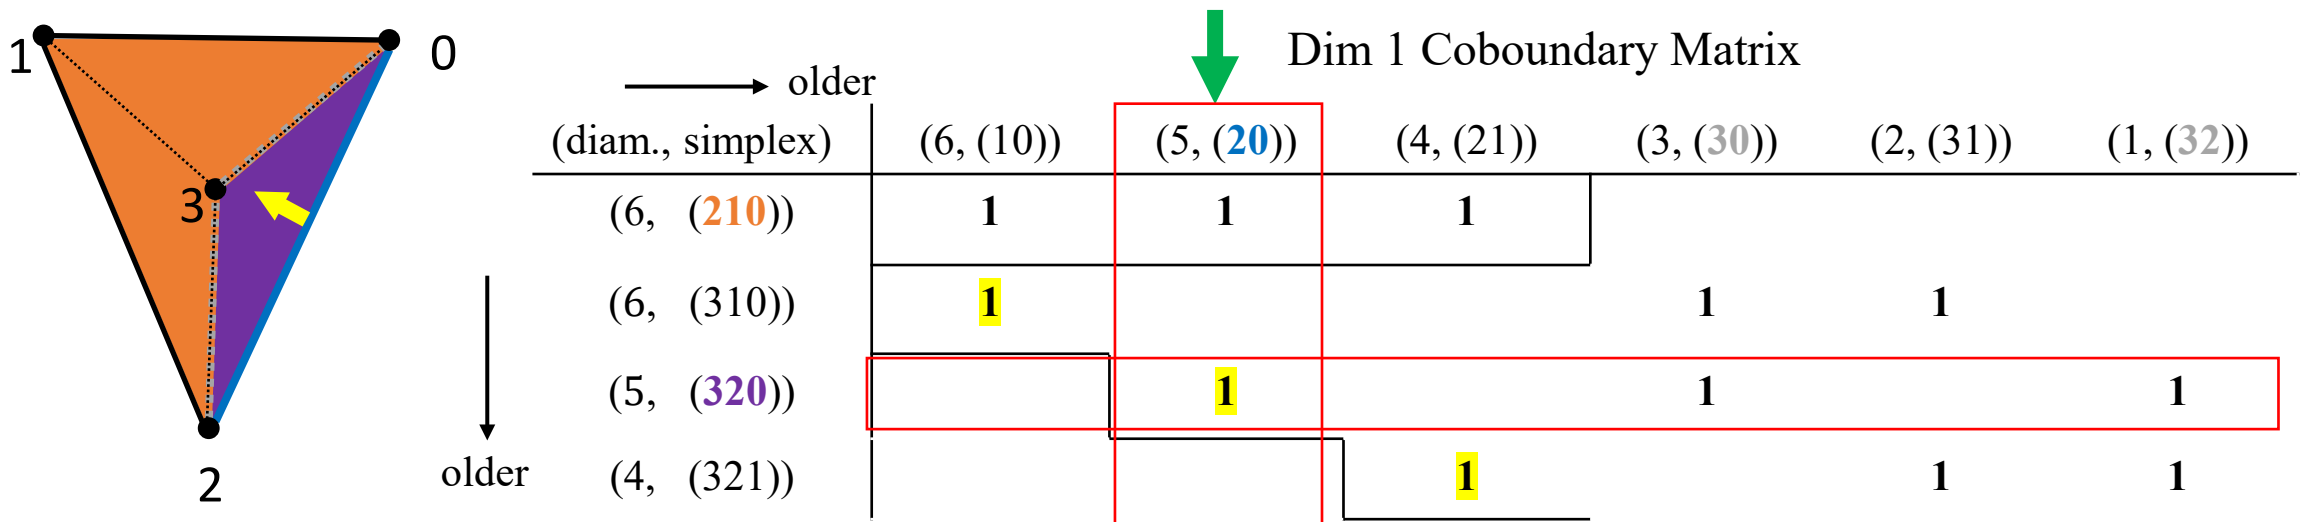 1
0
3
2
Dim 1 Coboundary Matrix
older
(diam., simplex) (6, (10)) (5, (20)) (4, (21)) (3, (30)) (2, (31)) (1, (32))
(6, (210)) 1 1 1
(6, (310)) 1 1 1
(5, (320)) 1 1 1
(4, (321)) 1 1 1
older